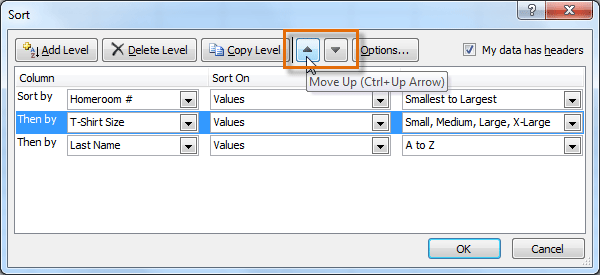 Sort
Add Level Delete Level Copy Level Options... My data has headers
Move Up (Ctrl+Up Arrow)
Column Sort On
Sort by Homeroom # Values Smallest to Largest
Then by T-Shirt Size Values Small, Medium, Large, X-Large
Then by Last Name Values A to Z
OK Cancel